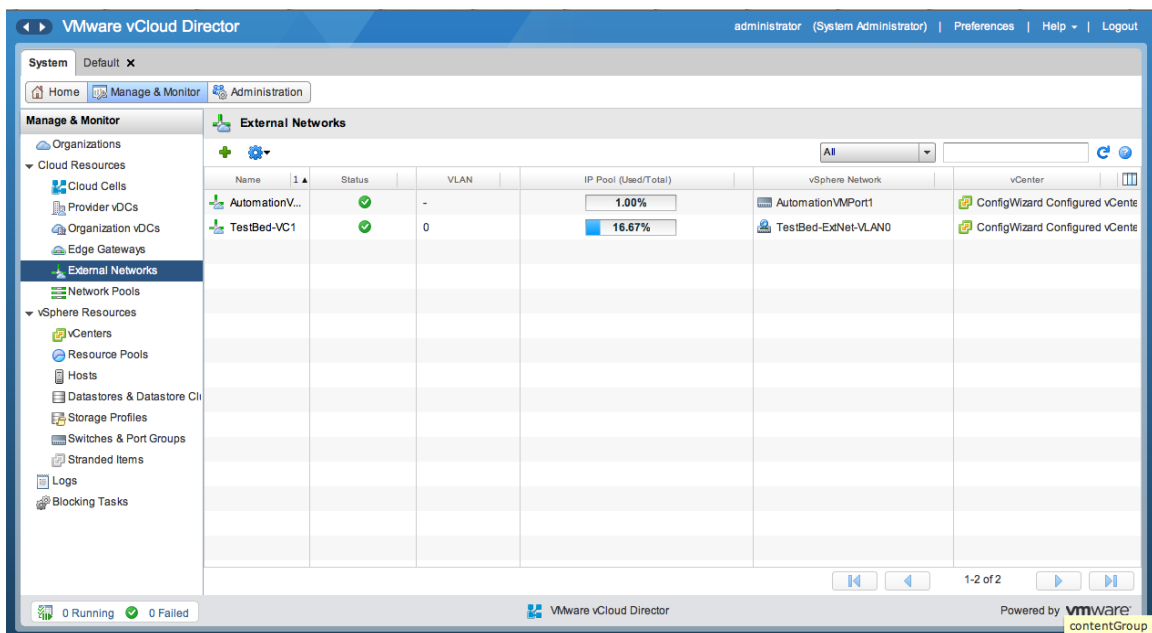 VMware vCloud Director
administrator (System Administrator) | Preferences | Help | Logout
System Default
Home Manage & Monitor Administration
Manage & Monitor
Organizations
Cloud Resources
Cloud Cells
Provider vDCs
Organization vDCs
Edge Gateways
External Networks
Network Pools
vSphere Resources
vCenters
Resource Pools
Hosts
Datastores & Datastore Clu
Storage Profiles
Switches & Port Groups
Stranded Items
Logs
Blocking Tasks
External Networks
All
Name 1 Status VLAN IP Pool (Used/Total) vSphere Network vCenter
AutomationV... - 1.00% AutomationVMPort1 ConfigWizard Configured vCente
TestBed-VC1 0 16.67% TestBed-ExtNet-VLAN0 ConfigWizard Configured vCente
1-2 of 2
0 Running 0 Failed
VMware vCloud Director
Powered by vmware
contentGroup